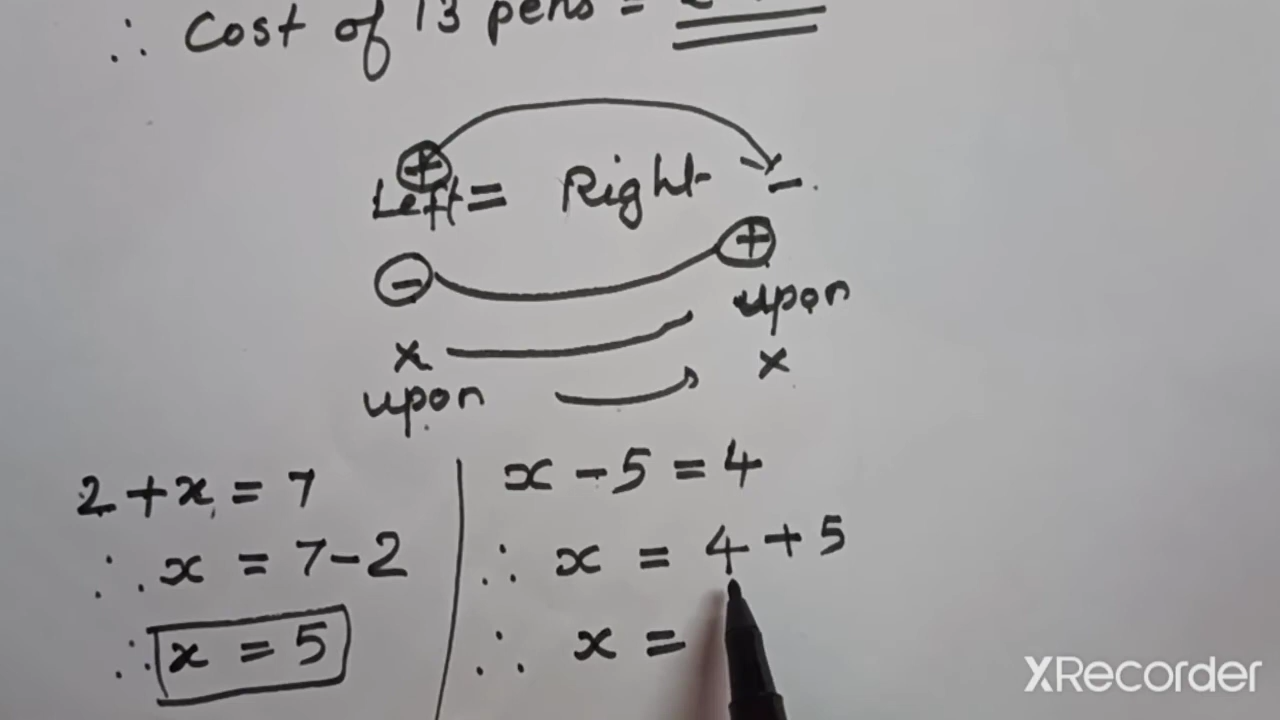 ∴ Cost of 13 pens =
+ -
Left = Right
- +
x upon
upon x
2 + x = 7
∴ x = 7 - 2
∴ x = 5
x - 5 = 4
∴ x = 4 + 5
∴ x =
XRecorder